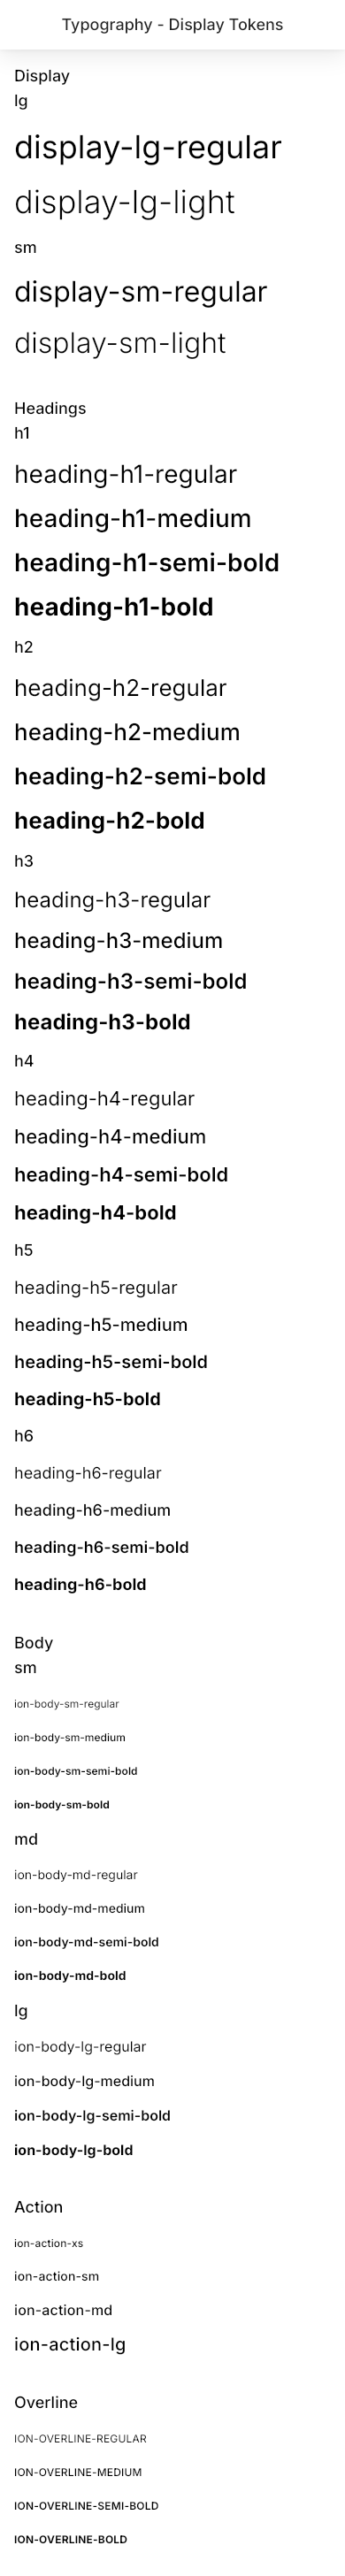 Typography - Display Tokens
Display
lg
display-lg-regular
display-lg-light
sm
display-sm-regular
display-sm-light
Headings
h1
heading-h1-regular
heading-h1-medium
heading-h1-semi-bold
heading-h1-bold
h2
heading-h2-regular
heading-h2-medium
heading-h2-semi-bold
heading-h2-bold
h3
heading-h3-regular
heading-h3-medium
heading-h3-semi-bold
heading-h3-bold
h4
heading-h4-regular
heading-h4-medium
heading-h4-semi-bold
heading-h4-bold
h5
heading-h5-regular
heading-h5-medium
heading-h5-semi-bold
heading-h5-bold
h6
heading-h6-regular
heading-h6-medium
heading-h6-semi-bold
heading-h6-bold
Body
sm
ion-body-sm-regular
ion-body-sm-medium
ion-body-sm-semi-bold
ion-body-sm-bold
md
ion-body-md-regular
ion-body-md-medium
ion-body-md-semi-bold
ion-body-md-bold
lg
ion-body-lg-regular
ion-body-lg-medium
ion-body-lg-semi-bold
ion-body-lg-bold
Action
ion-action-xs
ion-action-sm
ion-action-md
ion-action-lg
Overline
ION-OVERLINE-REGULAR
ION-OVERLINE-MEDIUM
ION-OVERLINE-SEMI-BOLD
ION-OVERLINE-BOLD